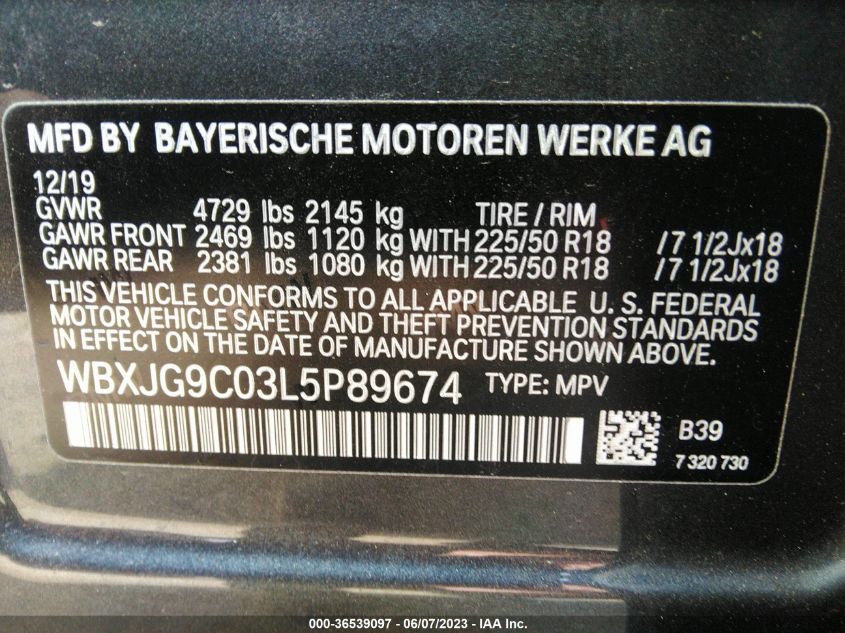 MFD BY BAYERISCHE MOTOREN WERKE AG
12/19
GVWR 4729 lbs 2145 kg TIRE / RIM
GAWR FRONT 2469 lbs 1120 kg WITH 225/50 R18 /7 1/2Jx18
GAWR REAR 2381 lbs 1080 kg WITH 225/50 R18 /7 1/2Jx18
THIS VEHICLE CONFORMS TO ALL APPLICABLE U. S. FEDERAL
MOTOR VEHICLE SAFETY AND THEFT PREVENTION STANDARDS
IN EFFECT ON THE DATE OF MANUFACTURE SHOWN ABOVE.
WBXJG9C03L5P89674 TYPE: MPV
B39
7 320 730
000-36539097 - 06/07/2023 - © IAA Inc.